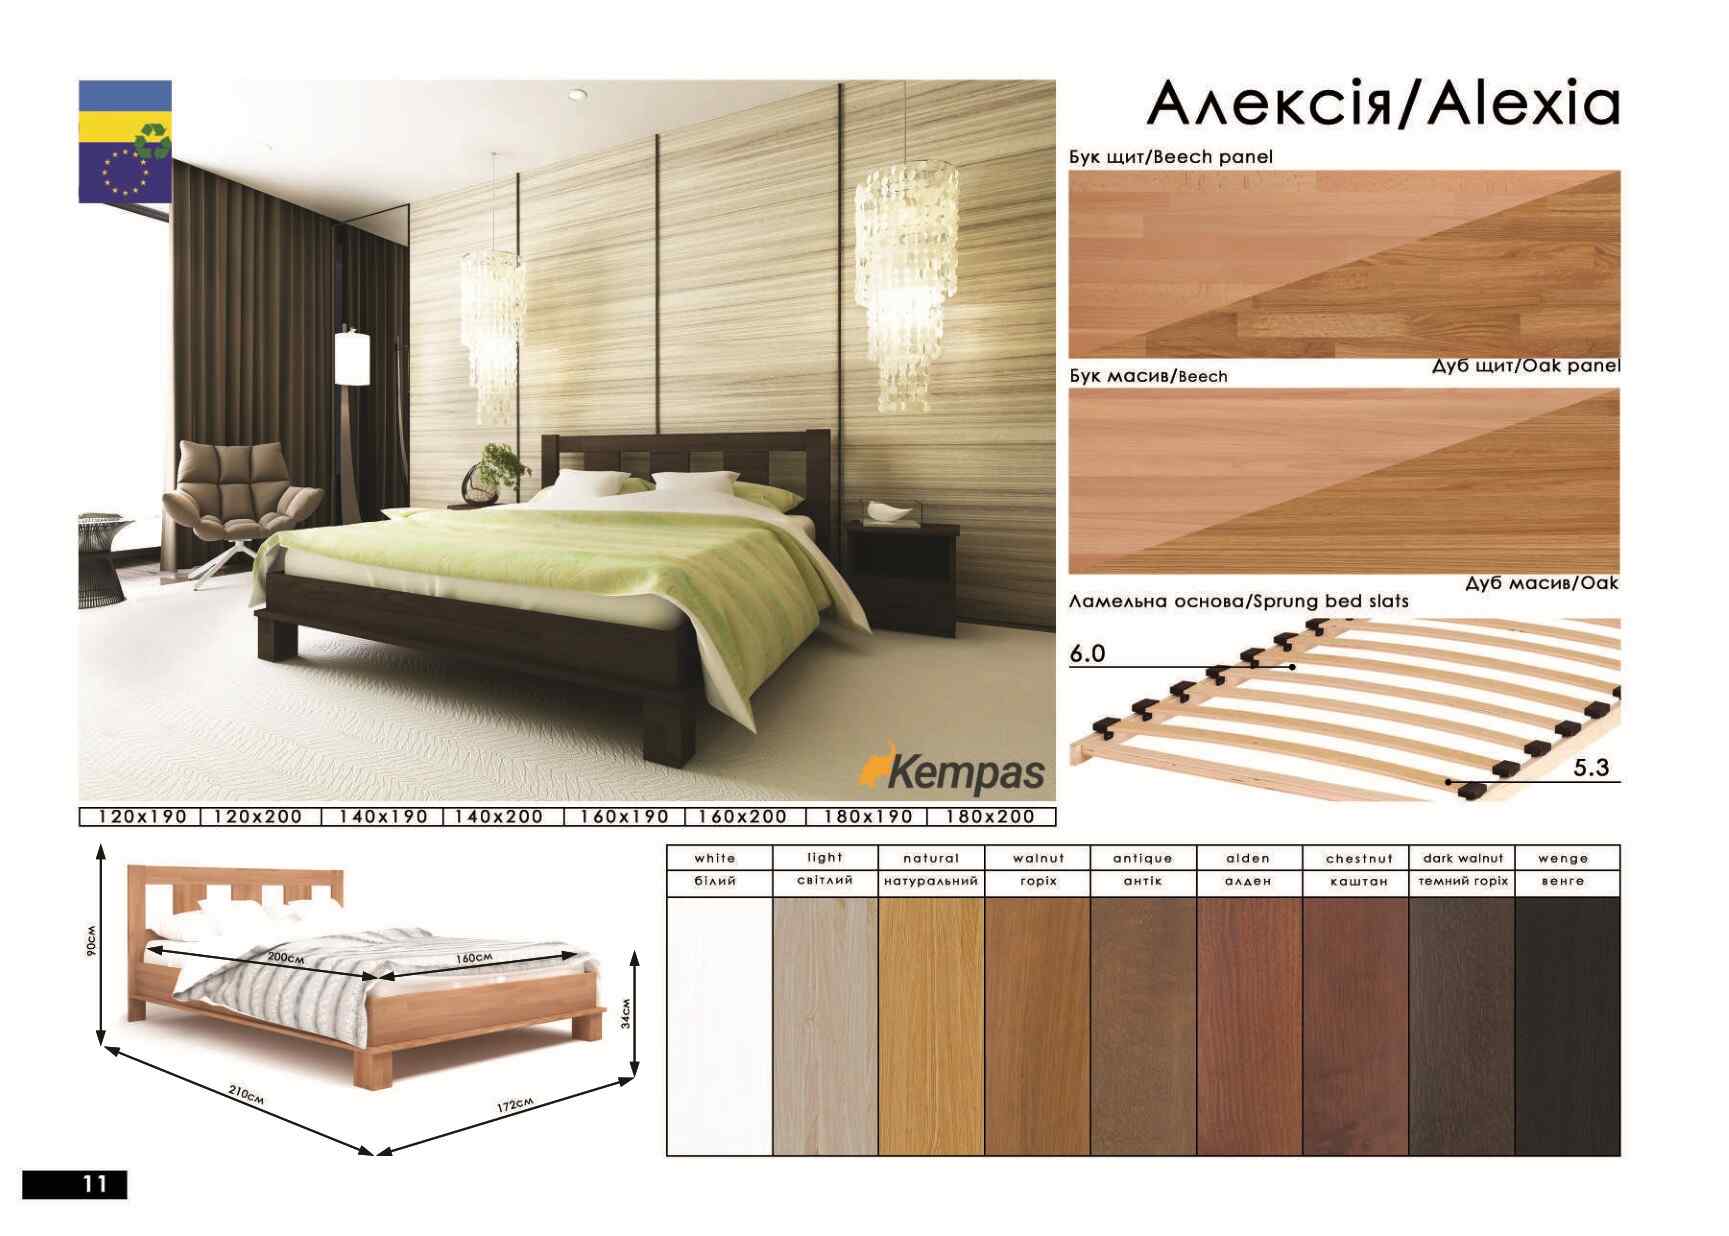 Алексія/Alexia
Бук щит/Beech panel
Дуб щит/Oak panel
Бук масив/Beech
Дуб масив/Oak
Ламельна основа/Sprung bed slats
6.0
5.3
Kempas
120x190 120x200 140x190 140x200 160x190 160x200 180x190 180x200
90см
200см
160см
34см
210см
172см
white light natural walnut antique alden chestnut dark walnut wenge
білий світлий натуральний горіх антік алден каштан темний горіх венге
11